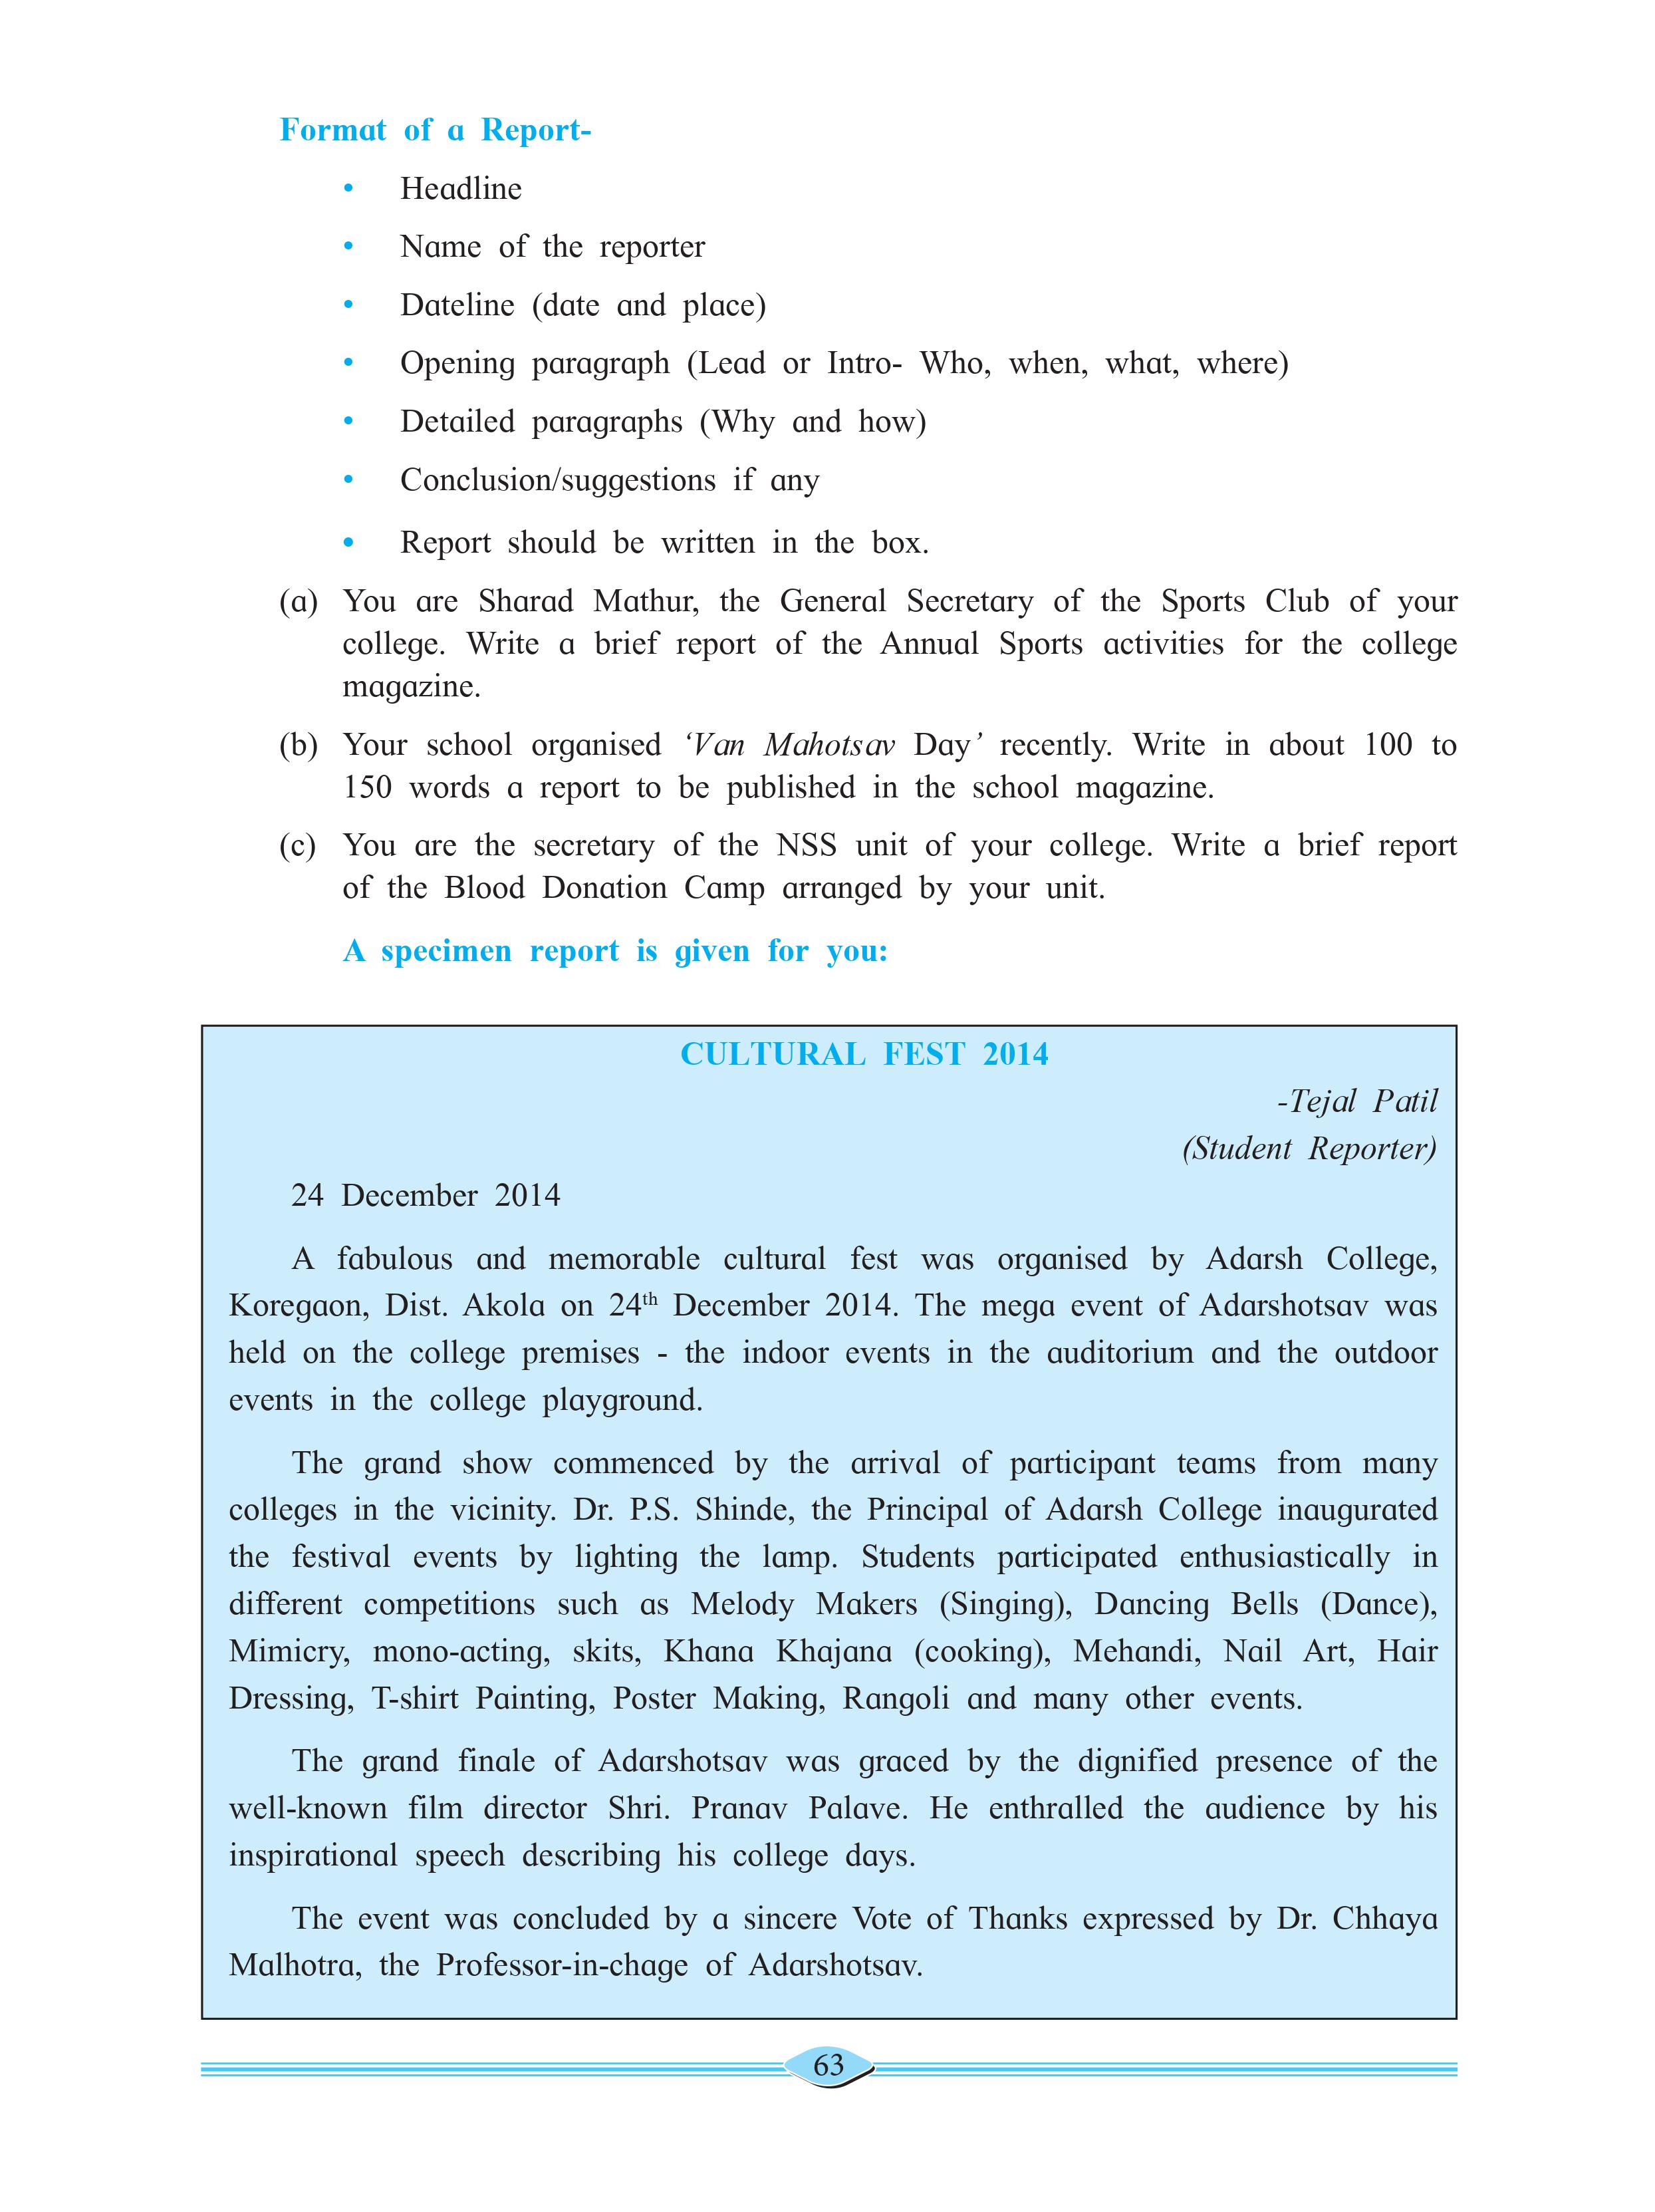 Format of a Report-
• Headline
• Name of the reporter
• Dateline (date and place)
• Opening paragraph (Lead or Intro- Who, when, what, where)
• Detailed paragraphs (Why and how)
• Conclusion/suggestions if any
• Report should be written in the box.
(a) You are Sharad Mathur, the General Secretary of the Sports Club of your
college. Write a brief report of the Annual Sports activities for the college
magazine.
(b) Your school organised ‘Van Mahotsav Day’ recently. Write in about 100 to
150 words a report to be published in the school magazine.
(c) You are the secretary of the NSS unit of your college. Write a brief report
of the Blood Donation Camp arranged by your unit.
A specimen report is given for you:
CULTURAL FEST 2014
-Tejal Patil
(Student Reporter)
24 December 2014
A fabulous and memorable cultural fest was organised by Adarsh College,
Koregaon, Dist. Akola on 24th December 2014. The mega event of Adarshotsav was
held on the college premises - the indoor events in the auditorium and the outdoor
events in the college playground.
The grand show commenced by the arrival of participant teams from many
colleges in the vicinity. Dr. P.S. Shinde, the Principal of Adarsh College inaugurated
the festival events by lighting the lamp. Students participated enthusiastically in
different competitions such as Melody Makers (Singing), Dancing Bells (Dance),
Mimicry, mono-acting, skits, Khana Khajana (cooking), Mehandi, Nail Art, Hair
Dressing, T-shirt Painting, Poster Making, Rangoli and many other events.
The grand finale of Adarshotsav was graced by the dignified presence of the
well-known film director Shri. Pranav Palave. He enthralled the audience by his
inspirational speech describing his college days.
The event was concluded by a sincere Vote of Thanks expressed by Dr. Chhaya
Malhotra, the Professor-in-chage of Adarshotsav.
63